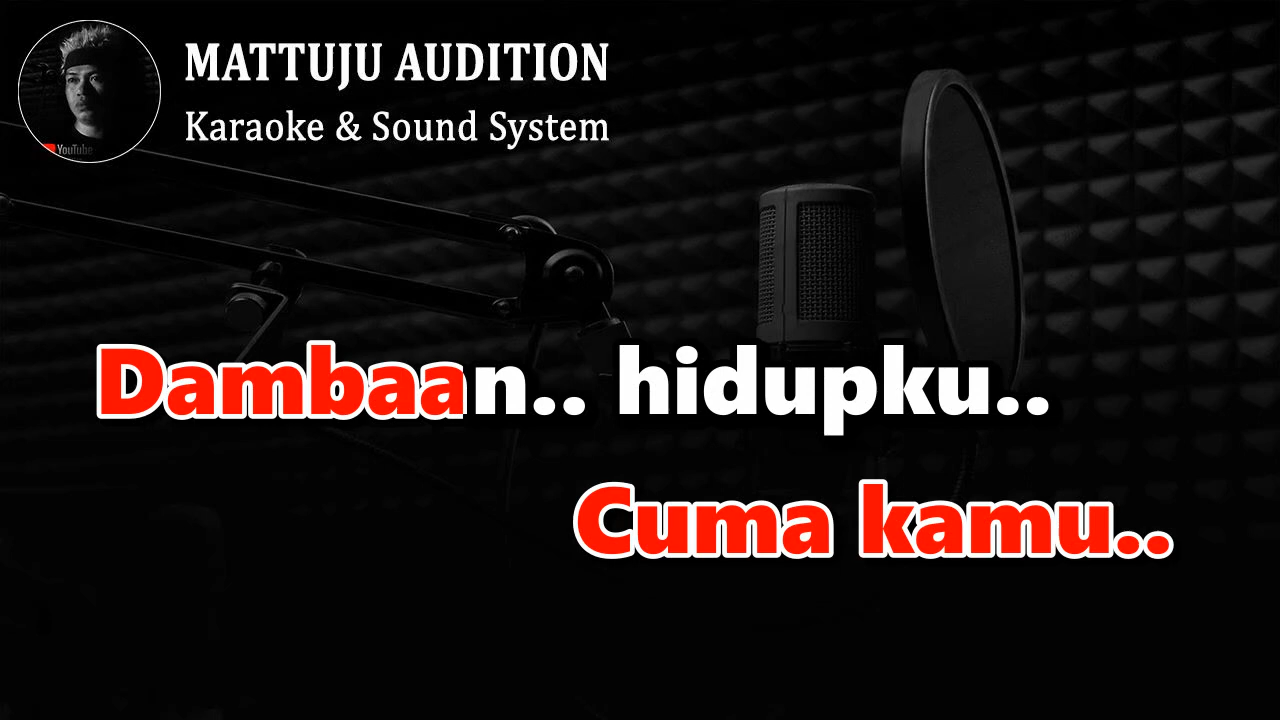 MATTUJU AUDITION
Karaoke & Sound System
YouTube
Dambaan.. hidupku..
Cuma kamu..